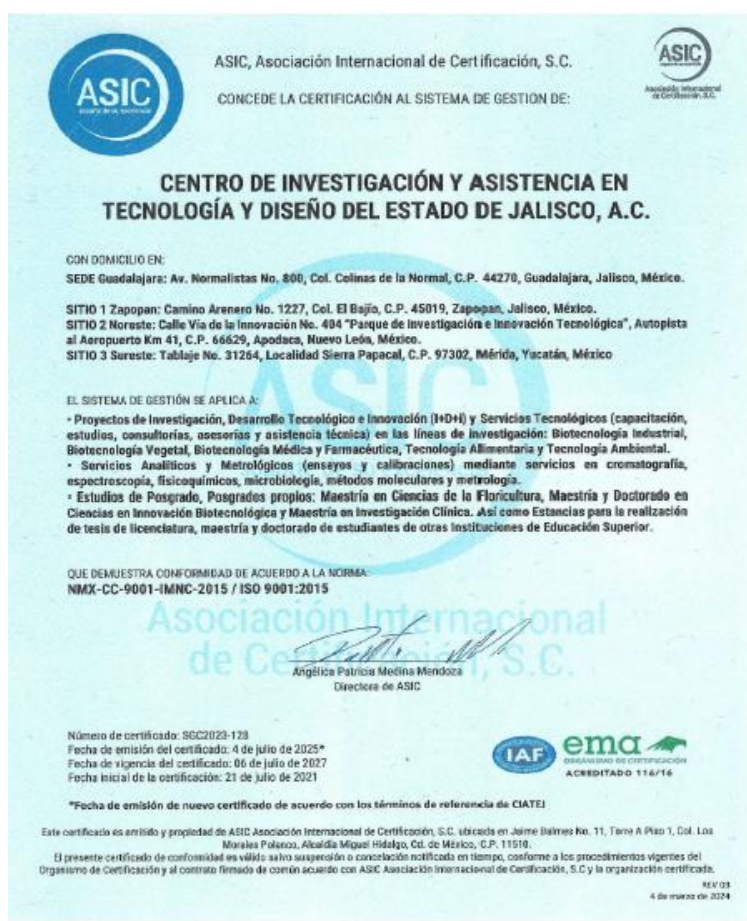 ASIC
ASIC, Asociación Internacional de Certificación, S.C.
CONCEDE LA CERTIFICACIÓN AL SISTEMA DE GESTION DE:
ASIC
Asociación Internacional
de Certificación, S.C.
CENTRO DE INVESTIGACIÓN Y ASISTENCIA EN
TECNOLOGÍA Y DISEÑO DEL ESTADO DE JALISCO, A.C.
CON DOMICILIO EN:
SEDE Guadalajara: Av. Normalistas No. 800, Col. Colinas de la Normal, C.P. 44270, Guadalajara, Jalisco, México.
SITIO 1 Zapopan: Camino Arenero No. 1227, Col. El Bajío, C.P. 45019, Zapopan, Jalisco, México.
SITIO 2 Noreste: Calle Vía de la Innovación No. 404 "Parque de Investigación e Innovación Tecnológica", Autopista
al Aeropuerto Km 41, C.P. 66629, Apodaca, Nuevo León, México.
SITIO 3 Sureste: Tablaje No. 31264, Localidad Sierra Papacal, C.P. 97302, Mérida, Yucatán, México
ASIC
EL SISTEMA DE GESTIÓN SE APLICA A:
• Proyectos de Investigación, Desarrollo Tecnológico e Innovación (I+D+i) y Servicios Tecnológicos (capacitación,
estudios, consultorías, asesorías y asistencia técnica) en las líneas de investigación: Biotecnología Industrial,
Biotecnología Vegetal, Biotecnología Médica y Farmacéutica, Tecnología Alimentaria y Tecnología Ambiental.
• Servicios Analíticos y Metrológicos (ensayos y calibraciones) mediante servicios en cromatografía,
espectroscopía, fisicoquímicos, microbiología, métodos moleculares y metrología.
• Estudios de Posgrado, Posgrados propios: Maestría en Ciencias de la Floricultura, Maestría y Doctorado en
Ciencias en Innovación Biotecnológica y Maestría en Investigación Clínica. Así como Estancias para la realización
de tesis de licenciatura, maestría y doctorado de estudiantes de otras Instituciones de Educación Superior.
QUE DEMUESTRA CONFORMIDAD DE ACUERDO A LA NORMA:
NMX-CC-9001-IMNC-2015 / ISO 9001:2015
Asociación Internacional
de Certificación, S.C.
Angélica Patricia Medina Mendoza
Directora de ASIC
Número de certificado: SGC2023-128
Fecha de emisión del certificado: 4 de julio de 2025*
Fecha de vigencia del certificado: 06 de julio de 2027
Fecha inicial de la certificación: 21 de julio de 2021
IAF
ema
ORGANISMO DE CERTIFICACIÓN
ACREDITADO 116/16
*Fecha de emisión de nuevo certificado de acuerdo con los términos de referencia de CIATEJ
Este certificado es emitido y propiedad de ASIC Asociación Internacional de Certificación, S.C. ubicada en Jaime Balmes No. 11, Torre A Piso 1, Col. Los
Morales Polanco, Alcaldía Miguel Hidalgo, Cd. de México, C.P. 11510.
El presente certificado de conformidad es válido salvo suspensión o cancelación notificada en tiempo, conforme a los procedimientos vigentes del
Organismo de Certificación y al contrato firmado de común acuerdo con ASIC Asociación Internacional de Certificación, S.C y la organización certificada.
REV 03
4 de marzo de 2024